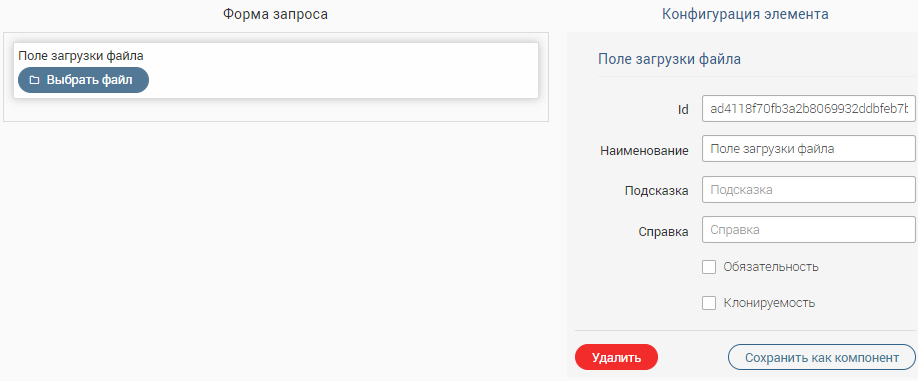 Форма запроса
Поле загрузки файла
Выбрать файл
Конфигурация элемента
Поле загрузки файла
Id ad4118f70fb3a2b8069932ddbfeb7b
Наименование Поле загрузки файла
Подсказка Подсказка
Справка Справка
Обязательность
Клонируемость
Удалить Сохранить как компонент